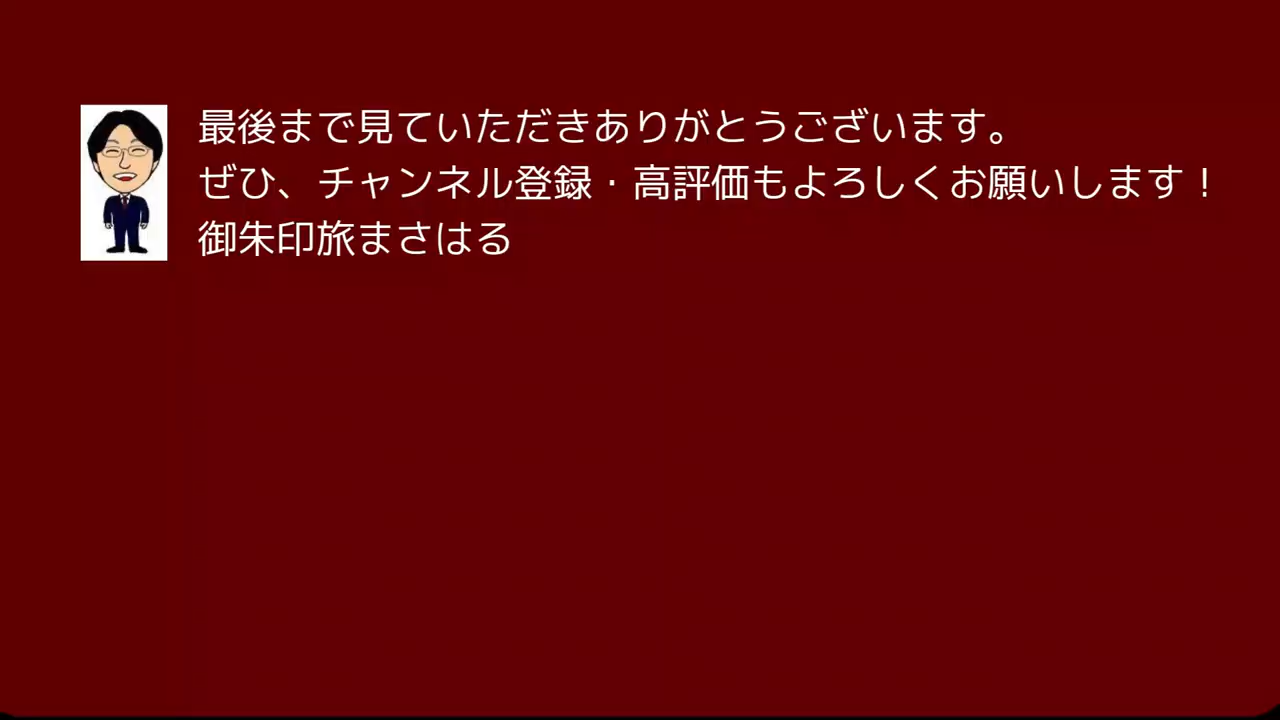 最後まで見ていただきありがとうございます。
ぜひ、チャンネル登録・高評価もよろしくお願いします！
御朱印旅まさはる